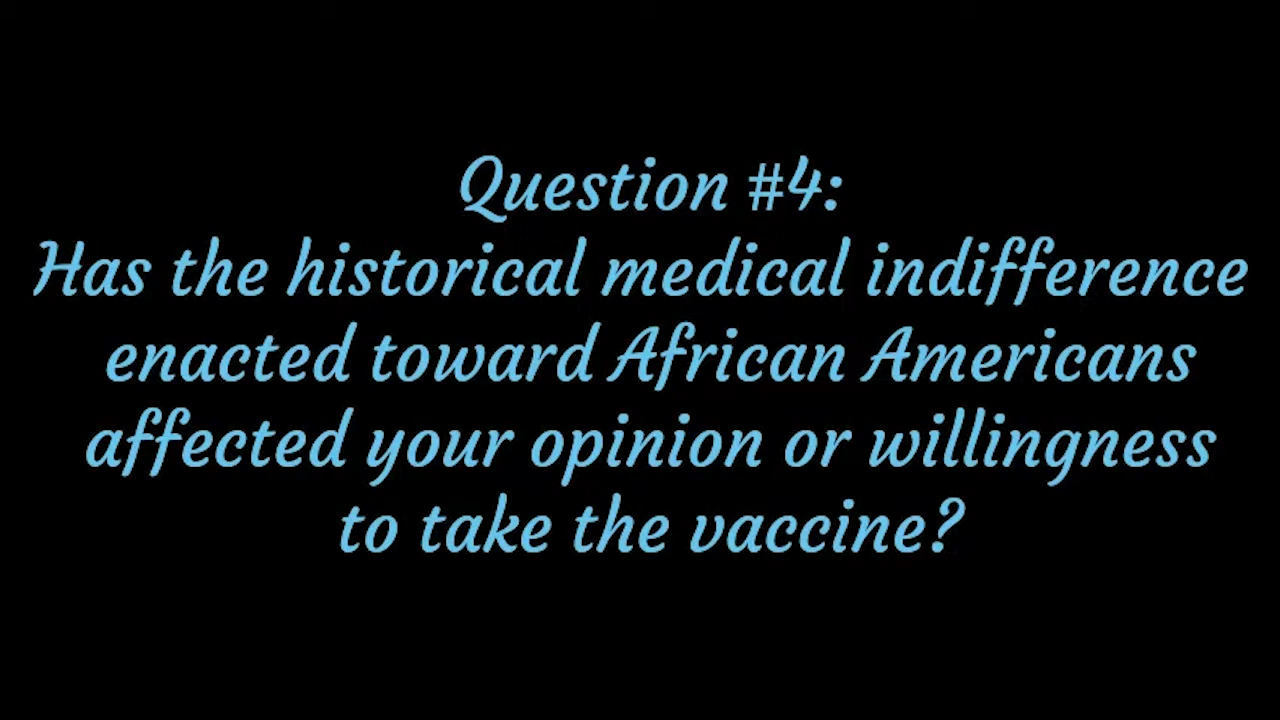 Question #4:
Has the historical medical indifference
enacted toward African Americans
affected your opinion or willingness
to take the vaccine?